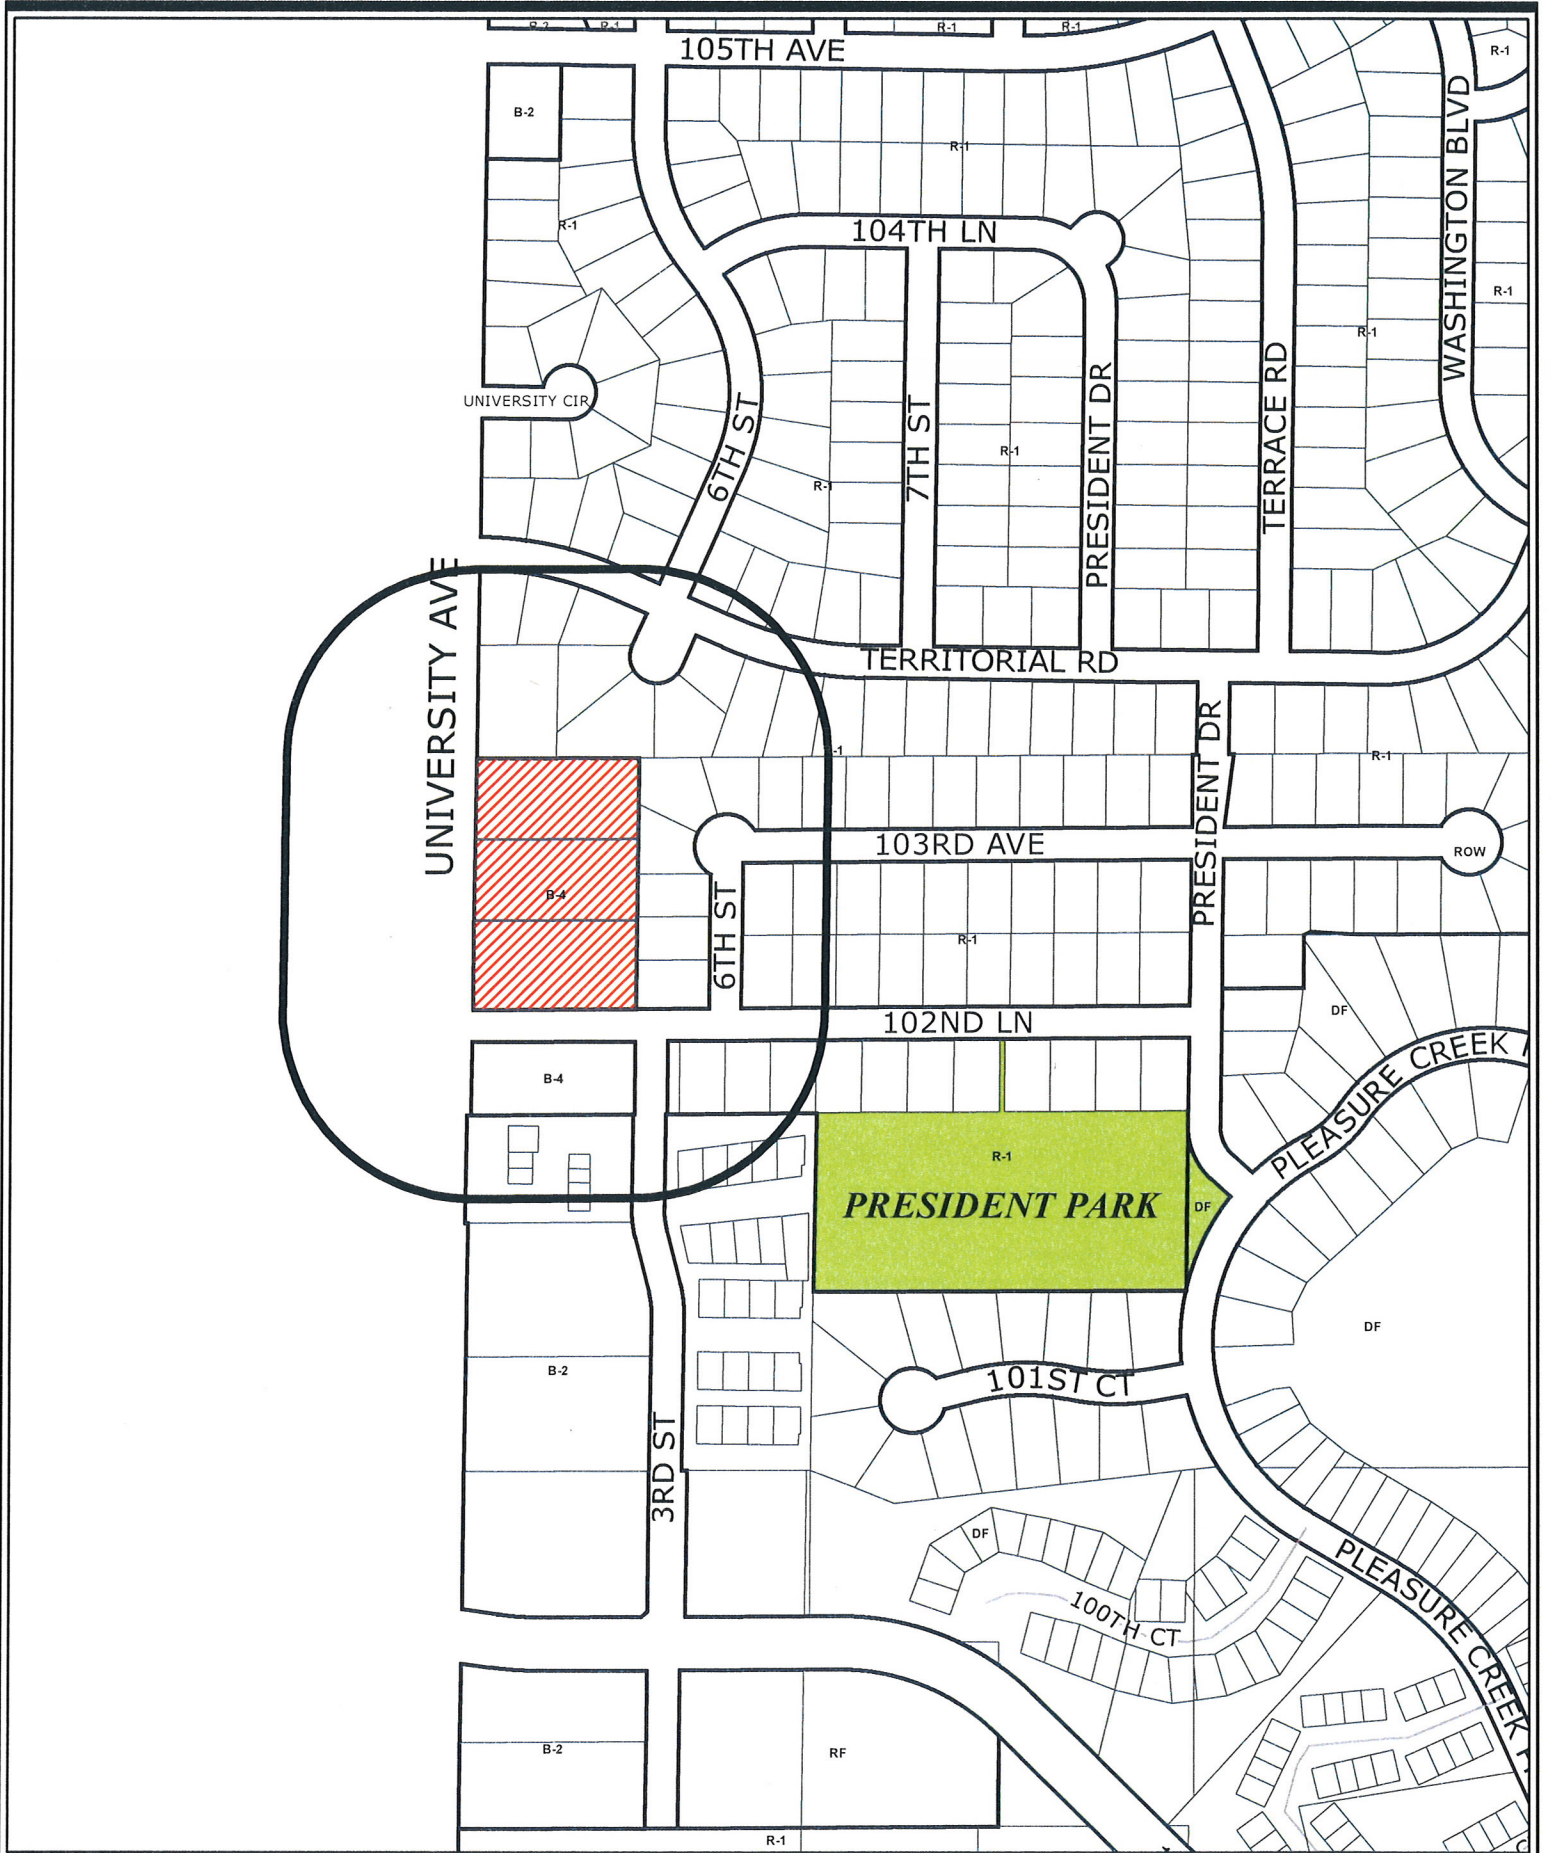 R-2
R-1
R-1
R-1
R-1
105TH AVE
B-2
R-1
R-1
WASHINGTON BLVD
104TH LN
R-1
R-1
UNIVERSITY CIR
6TH ST
7TH ST
PRESIDENT DR
TERRACE RD
R-1
R-1
UNIVERSITY AVE
TERRITORIAL RD
PRESIDENT DR
-1
R-1
103RD AVE
ROW
B-4
6TH ST
R-1
PRESIDENT DR
102ND LN
DF
PLEASURE CREEK
B-4
R-1
PRESIDENT PARK
DF
DF
B-2
101ST CT
3RD ST
DF
100TH CT
PLEASURE CREEK
B-2
RF
R-1